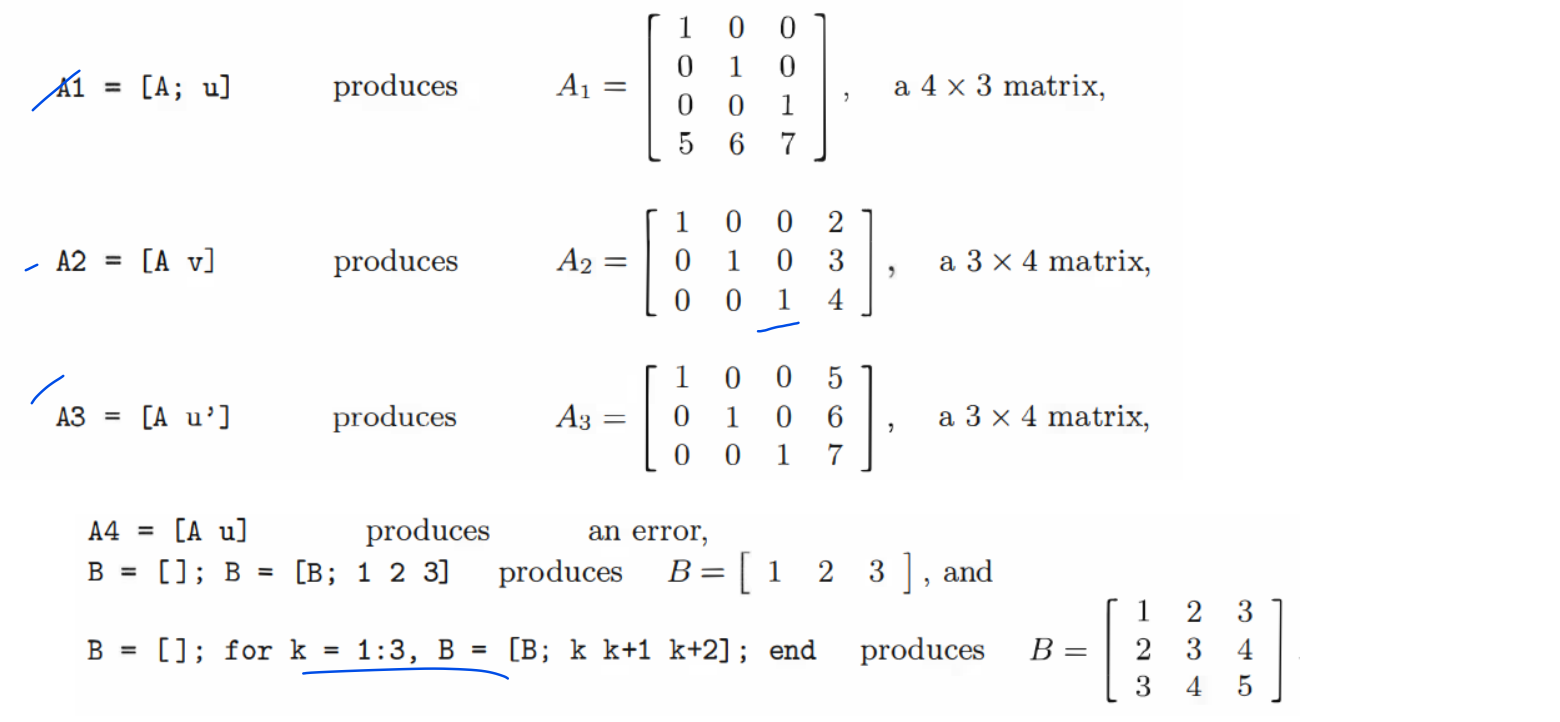 A1 = [A; u] produces A₁ = [ 1 0 0
0 1 0
0 0 1
5 6 7 ] , a 4 × 3 matrix,
A2 = [A v] produces A₂ = [ 1 0 0 2
0 1 0 3
0 0 1 4 ] , a 3 × 4 matrix,
A3 = [A u’] produces A₃ = [ 1 0 0 5
0 1 0 6
0 0 1 7 ] , a 3 × 4 matrix,
A4 = [A u] produces an error,
B = []; B = [B; 1 2 3] produces B = [ 1 2 3 ] , and
B = []; for k = 1:3, B = [B; k k+1 k+2]; end produces B = [ 1 2 3
2 3 4
3 4 5 ]